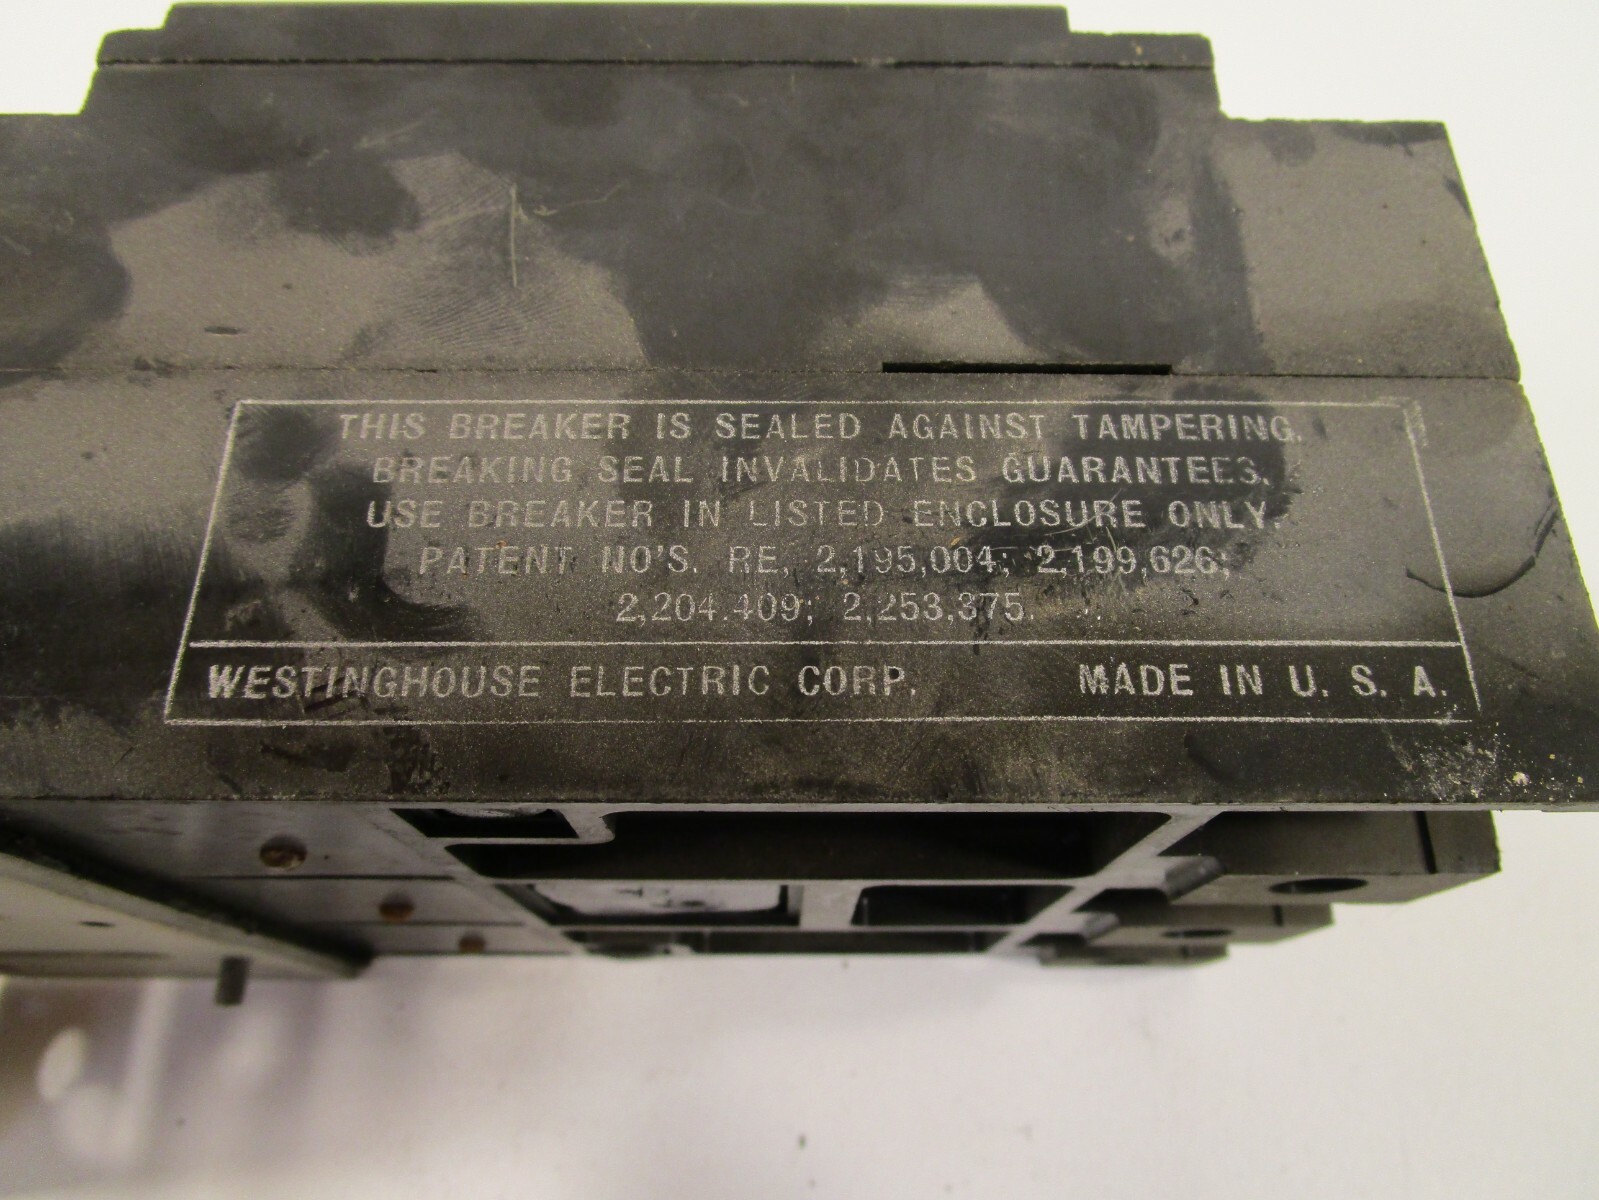 THIS BREAKER IS SEALED AGAINST TAMPERING.
BREAKING SEAL INVALIDATES GUARANTEES.
USE BREAKER IN LISTED ENCLOSURE ONLY.
PATENT NO'S. RE, 2,195,004; 2,199,626;
2,204.409; 2,253,375.
WESTINGHOUSE ELECTRIC CORP. MADE IN U. S. A.